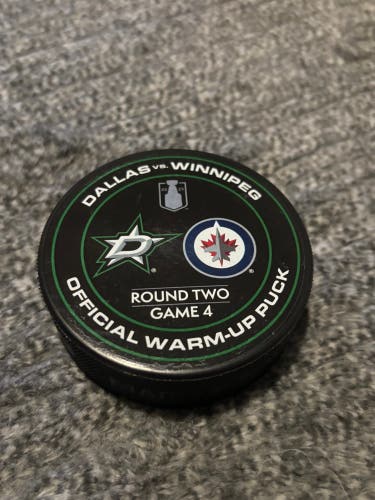 DALLAS VS. WINNIPEG
D
ROUND TWO
GAME 4
OFFICIAL WARM-UP PUCK